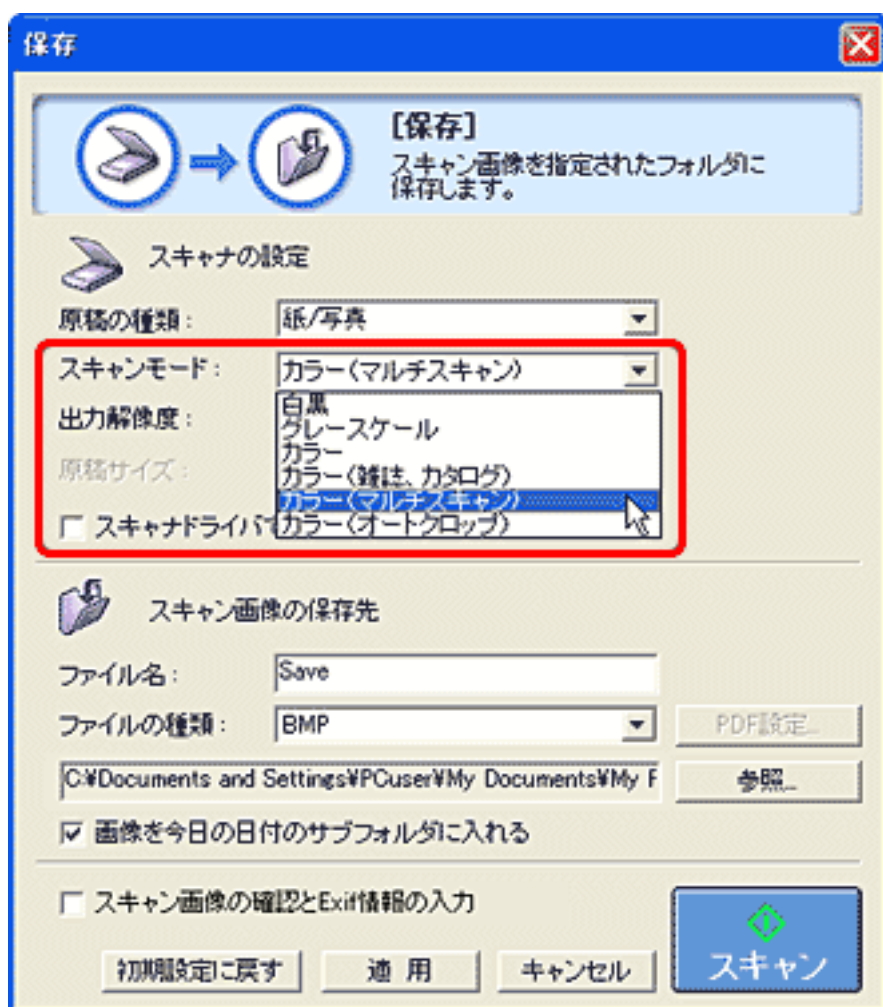 保存
[保存]
スキャン画像を指定されたフォルダに
保存します。
スキャナの設定
原稿の種類： 紙/写真
スキャンモード： カラー(マルチスキャン)
白黒
グレースケール
カラー
カラー(雑誌、カタログ)
カラー(マルチスキャン)
カラー(オートクロップ)
出力解像度：
原稿サイズ：
スキャナドライバ
スキャン画像の保存先
ファイル名： Save
ファイルの種類： BMP PDF設定...
C:¥Documents and Settings¥PCuser¥My Documents¥My P 参照...
画像を今日の日付のサブフォルダに入れる
スキャン画像の確認とExif情報の入力
初期設定に戻す 適 用 キャンセル スキャン